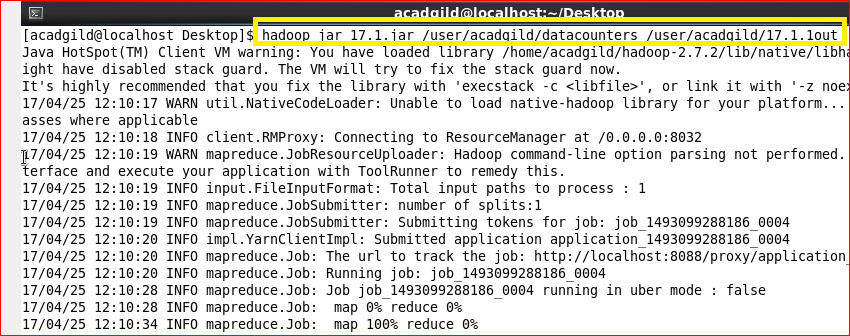 acadgild@localhost:~/Desktop
[acadgild@localhost Desktop]$ hadoop jar 17.1.jar /user/acadgild/datacounters /user/acadgild/17.1.1out
Java HotSpot(TM) Client VM warning: You have loaded library /home/acadgild/hadoop-2.7.2/lib/native/libha
ight have disabled stack guard. The VM will try to fix the stack guard now.
It's highly recommended that you fix the library with 'execstack -c <libfile>', or link it with '-z noex
17/04/25 12:10:17 WARN util.NativeCodeLoader: Unable to load native-hadoop library for your platform...
asses where applicable
17/04/25 12:10:18 INFO client.RMProxy: Connecting to ResourceManager at /0.0.0.0:8032
17/04/25 12:10:19 WARN mapreduce.JobResourceUploader: Hadoop command-line option parsing not performed.
terface and execute your application with ToolRunner to remedy this.
17/04/25 12:10:19 INFO input.FileInputFormat: Total input paths to process : 1
17/04/25 12:10:19 INFO mapreduce.JobSubmitter: number of splits:1
17/04/25 12:10:19 INFO mapreduce.JobSubmitter: Submitting tokens for job: job_1493099288186_0004
17/04/25 12:10:20 INFO impl.YarnClientImpl: Submitted application application_1493099288186_0004
17/04/25 12:10:20 INFO mapreduce.Job: The url to track the job: http://localhost:8088/proxy/application_
17/04/25 12:10:20 INFO mapreduce.Job: Running job: job_1493099288186_0004
17/04/25 12:10:28 INFO mapreduce.Job: Job job_1493099288186_0004 running in uber mode : false
17/04/25 12:10:28 INFO mapreduce.Job:  map 0% reduce 0%
17/04/25 12:10:34 INFO mapreduce.Job:  map 100% reduce 0%